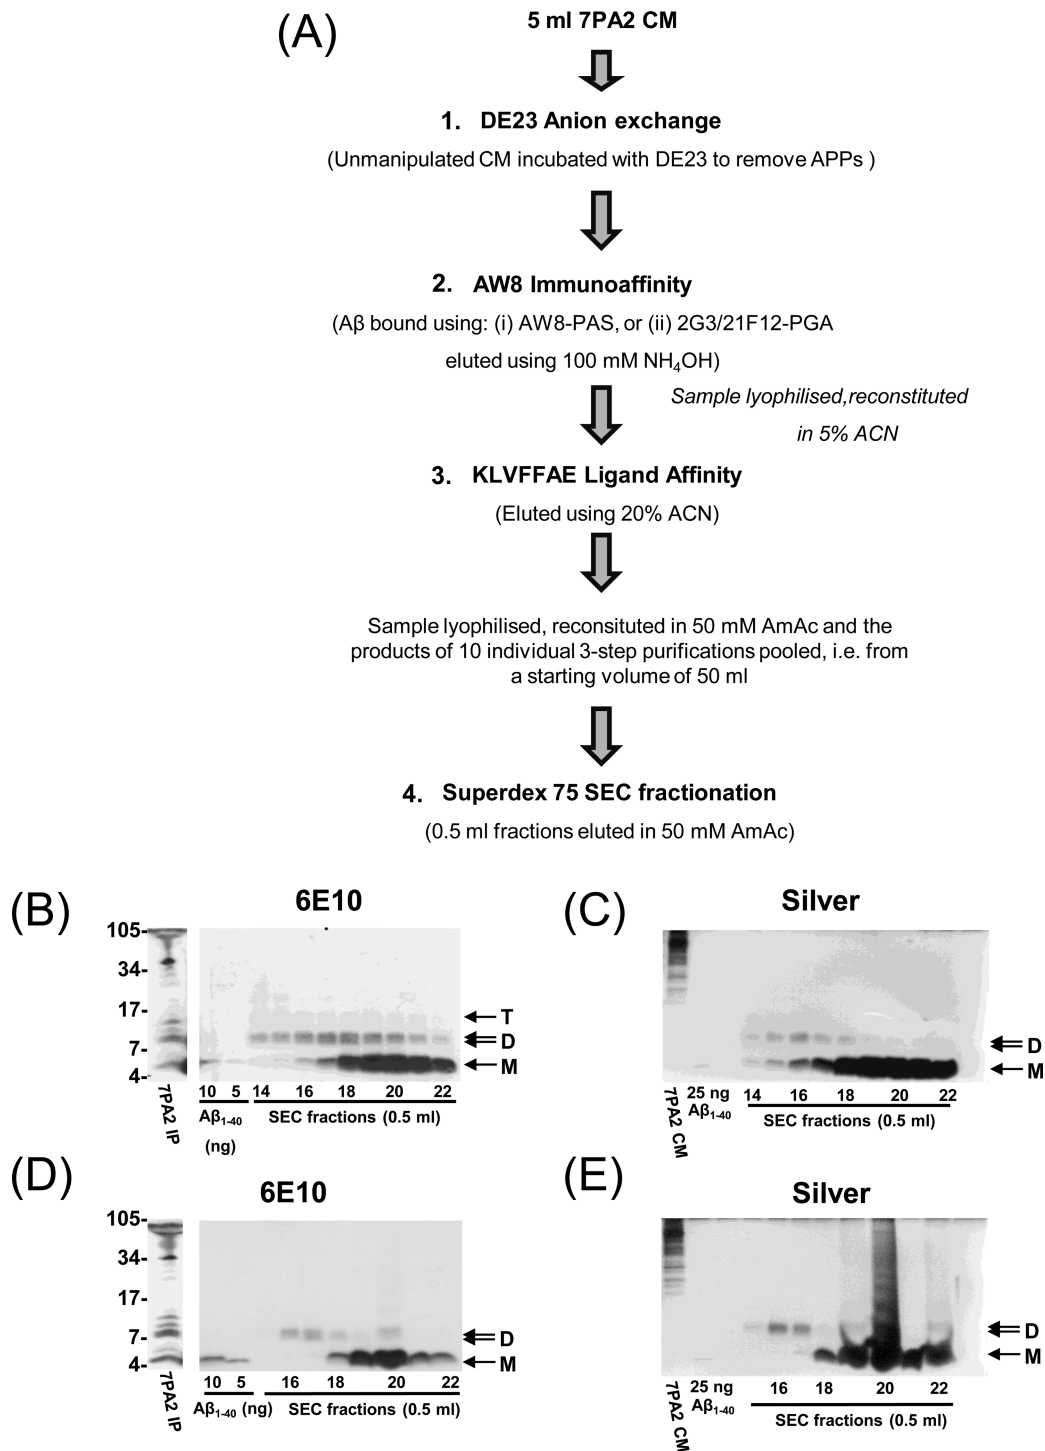 (A)
5 ml 7PA2 CM
1. DE23 Anion exchange
(Unmanipulated CM incubated with DE23 to remove APPs )
2. AW8 Immunoaffinity
(Aβ bound using: (i) AW8-PAS, or (ii) 2G3/21F12-PGA
eluted using 100 mM NH₄OH)
Sample lyophilised,reconstituted
in 5% ACN
3. KLVFFAE Ligand Affinity
(Eluted using 20% ACN)
Sample lyophilised, reconsituted in 50 mM AmAc and the
products of 10 individual 3-step purifications pooled, i.e. from
a starting volume of 50 ml
4. Superdex 75 SEC fractionation
(0.5 ml fractions eluted in 50 mM AmAc)
(B)
6E10
105-
34-
17-
7-
4-
T
D
M
7PA2 IP
10 5 14 16 18 20 22
Aβ₁₋₄₀
(ng)
SEC fractions (0.5 ml)
(C)
Silver
D
M
7PA2 CM
25 ng
Aβ₁₋₄₀
14 16 18 20 22
SEC fractions (0.5 ml)
(D)
6E10
105-
34-
17-
7-
4-
D
M
7PA2 IP
10 5 16 18 20 22
Aβ₁₋₄₀ (ng)
SEC fractions (0.5 ml)
(E)
Silver
D
M
7PA2 CM
25 ng
Aβ₁₋₄₀
16 18 20 22
SEC fractions (0.5 ml)